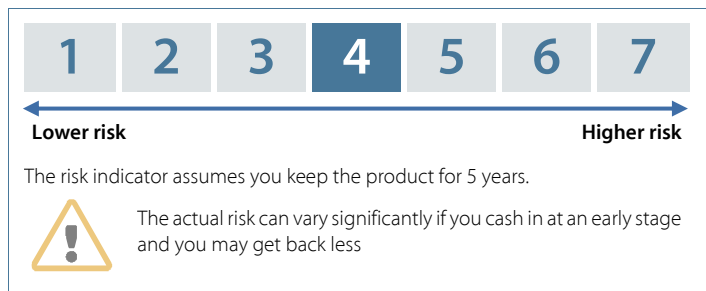 1 2 3 4 5 6 7
Lower risk Higher risk
The risk indicator assumes you keep the product for 5 years.
The actual risk can vary significantly if you cash in at an early stage
and you may get back less